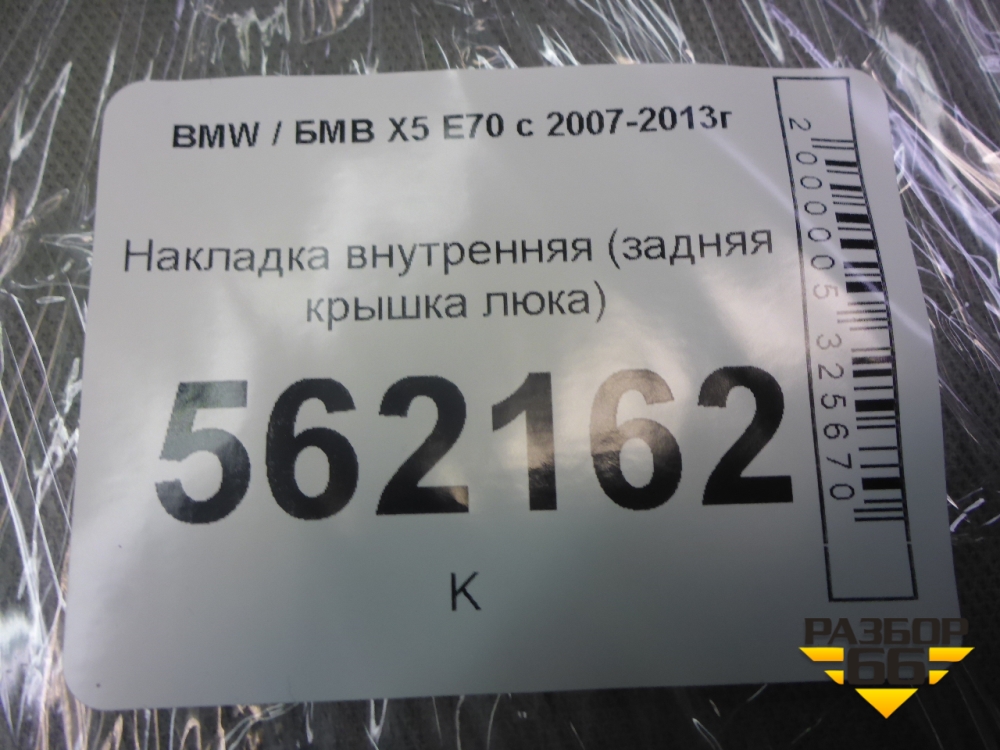 BMW / БМВ X5 E70 с 2007-2013г
Накладка внутренняя (задняя
крышка люка)
562162
К
2000005325670
РАЗБОР
66